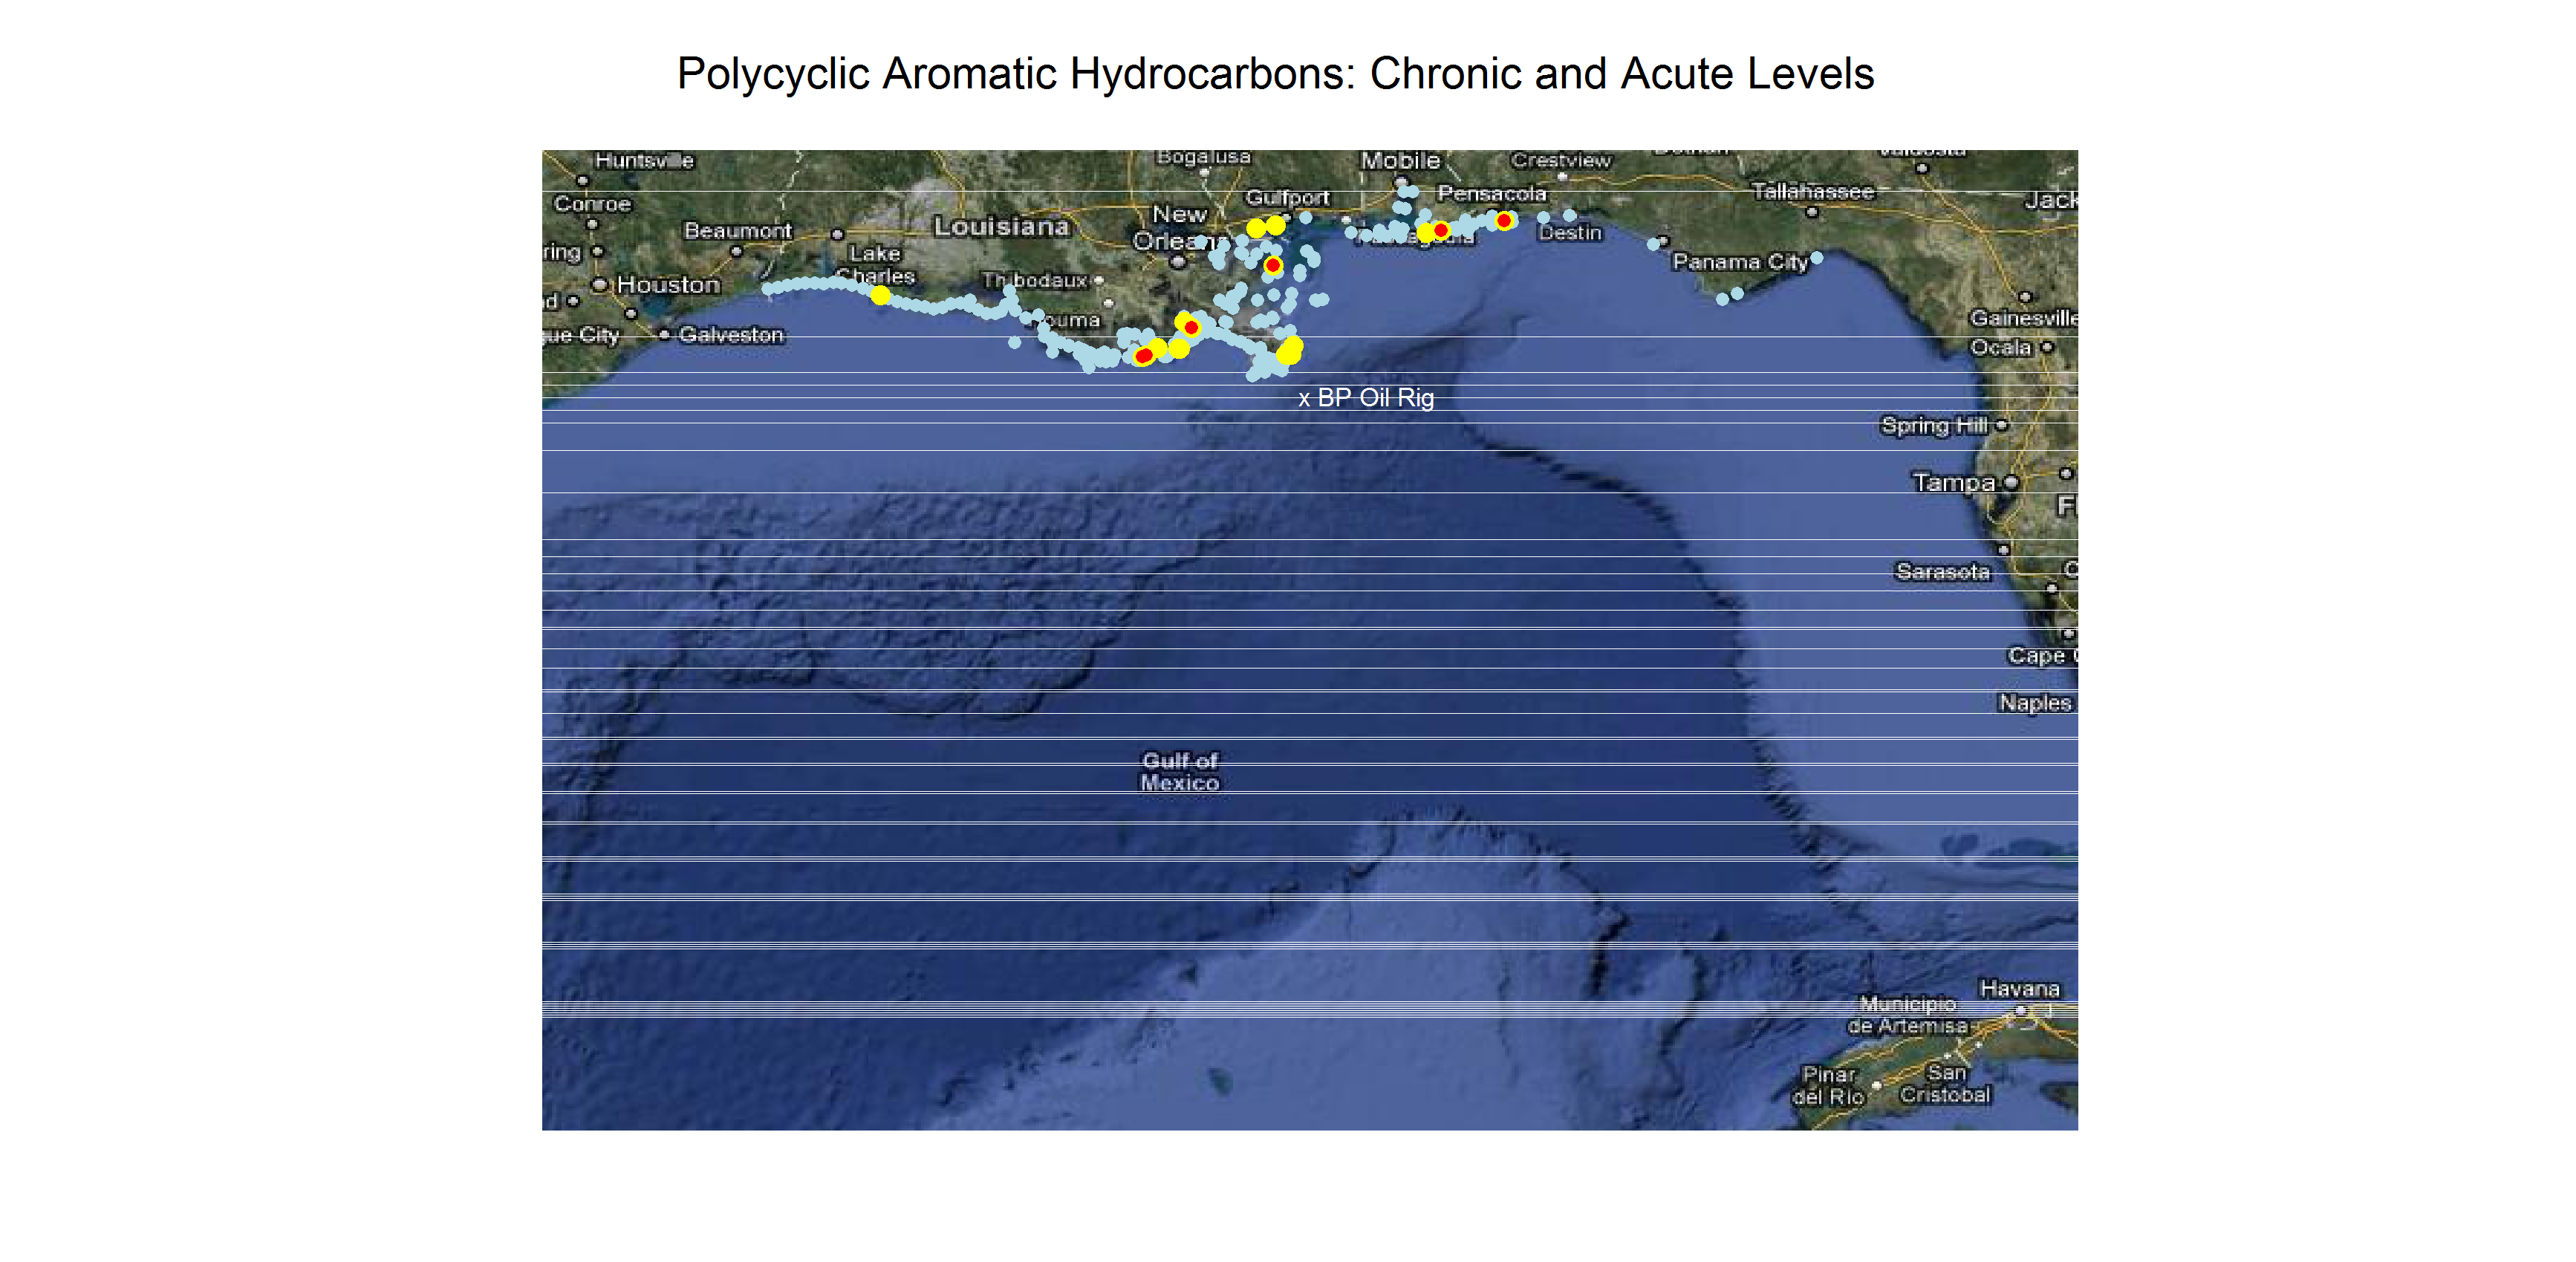 Polycyclic Aromatic Hydrocarbons: Chronic and Acute Levels
Huntsville
Bogalusa
Mobile
Crestview
Conroe
Gulfport
Pensacola
Tallahassee
Jack
New
Orleans
Louisiana
Beaumont
Lake
Charles
ring
Destin
Panama City
Houston
Thibodaux
d
Gainesville
ouma
ue City
Galveston
Ocala
x BP Oil Rig
Spring Hill
Tampa
Fl
Sarasota
C
Cape
Naples
Gulf of
Mexico
Havana
Municipio
de Artemisa
Pinar
del Rio
San
Cristobal